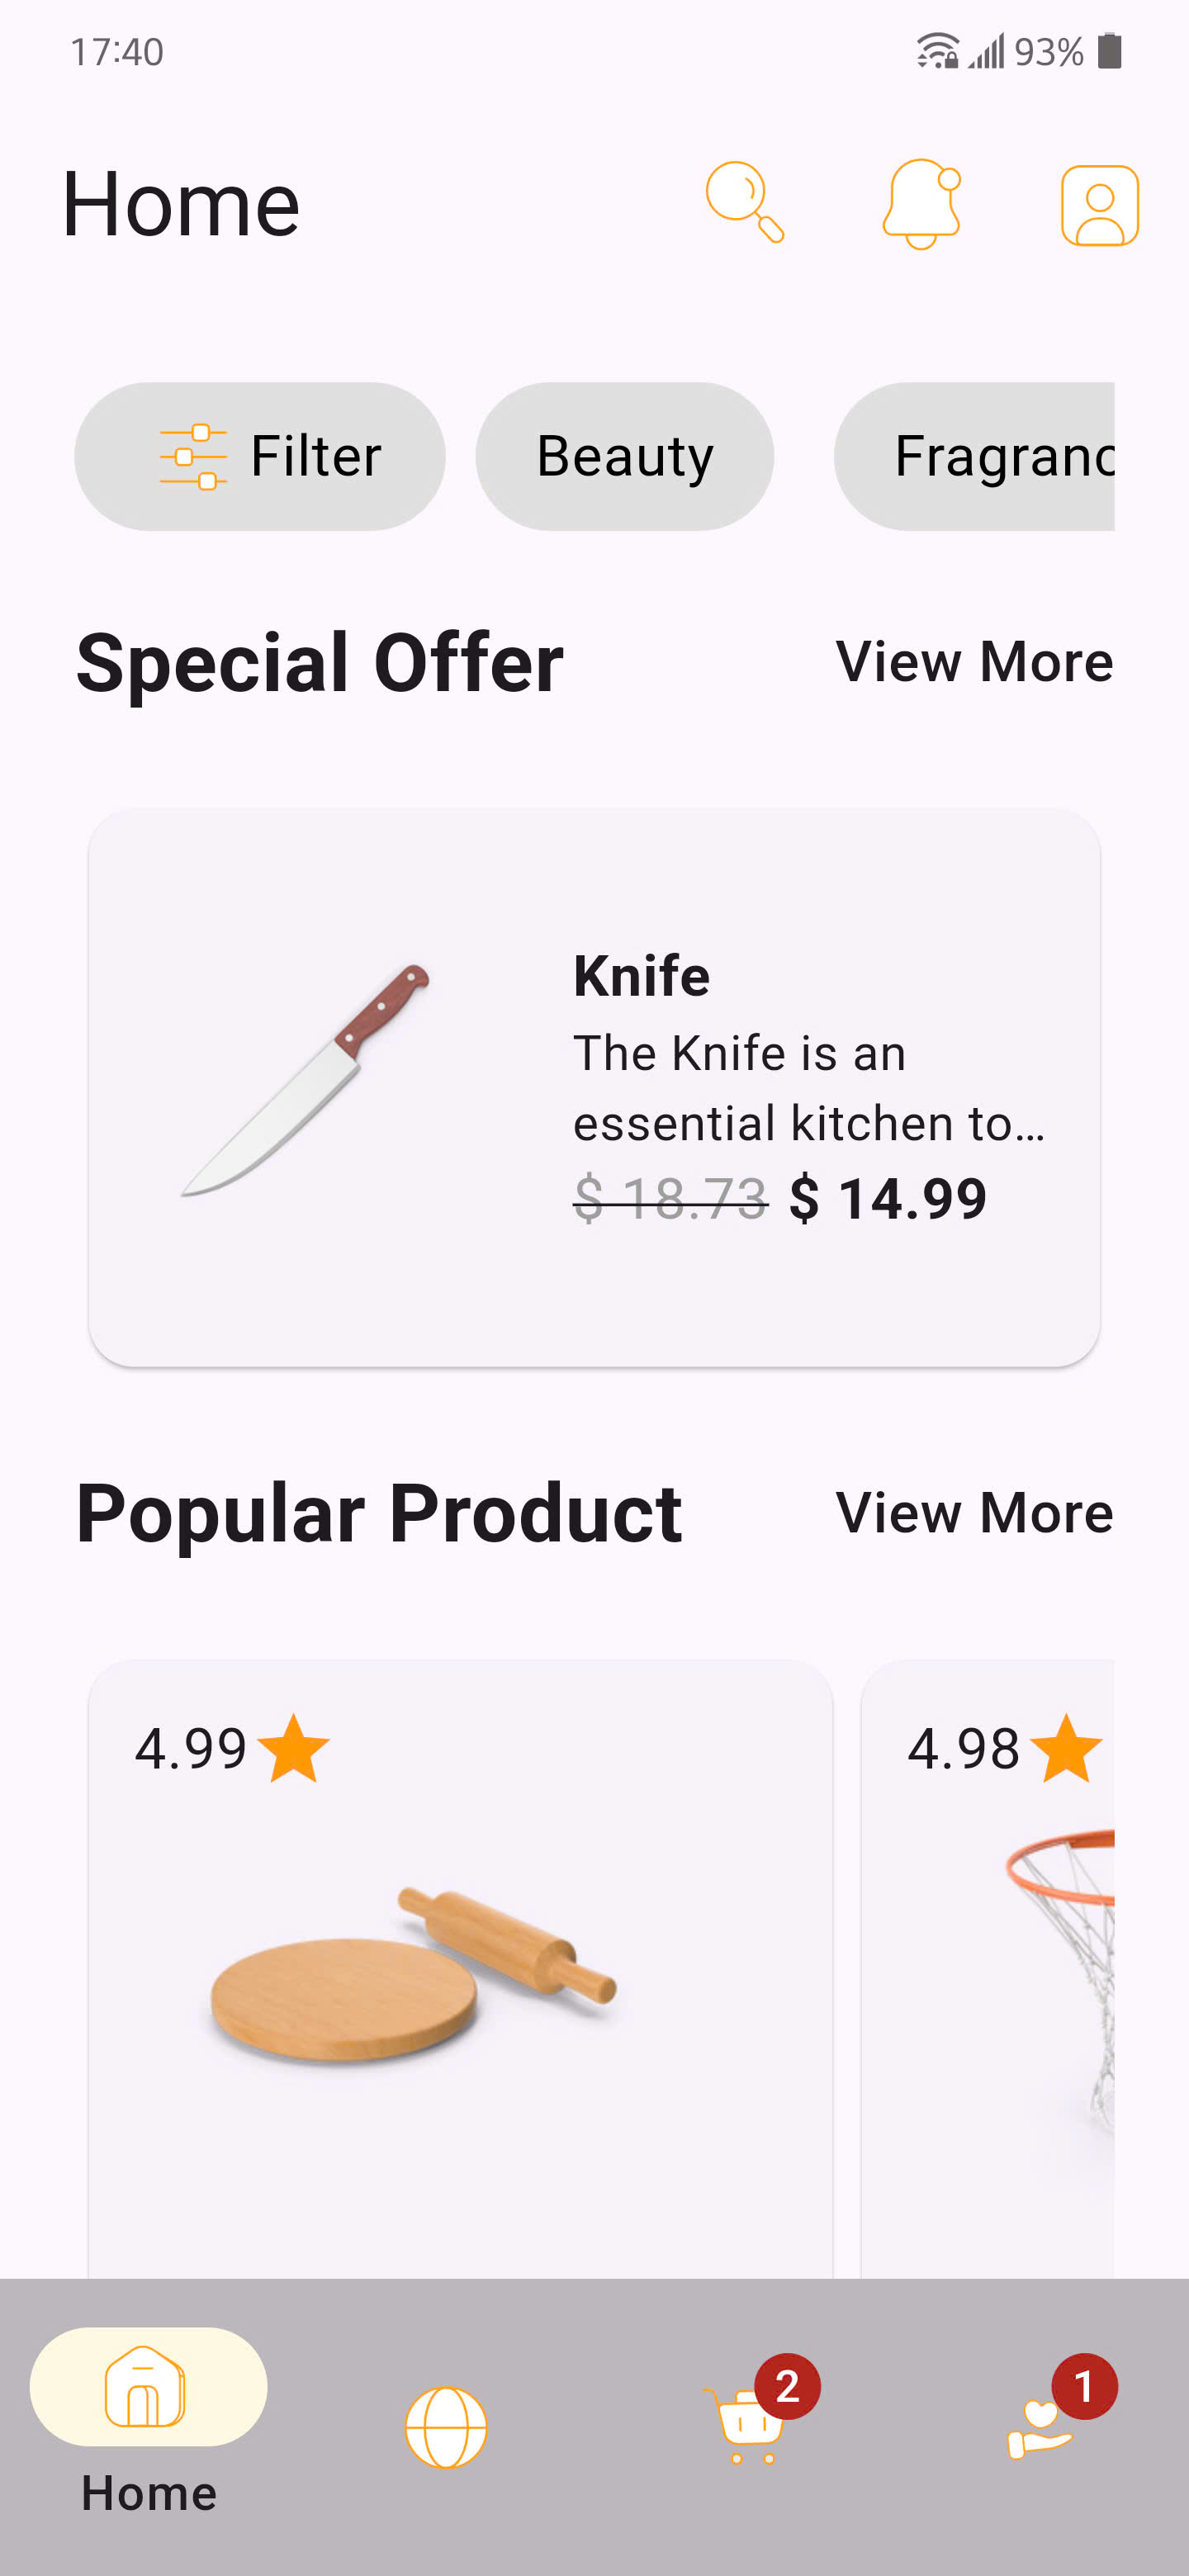 17:40
93%
Home
Filter
Beauty
Fragranc
Special Offer
View More
Knife
The Knife is an
essential kitchen to…
$ 18.73 $ 14.99
Popular Product
View More
4.99
4.98
2
1
Home